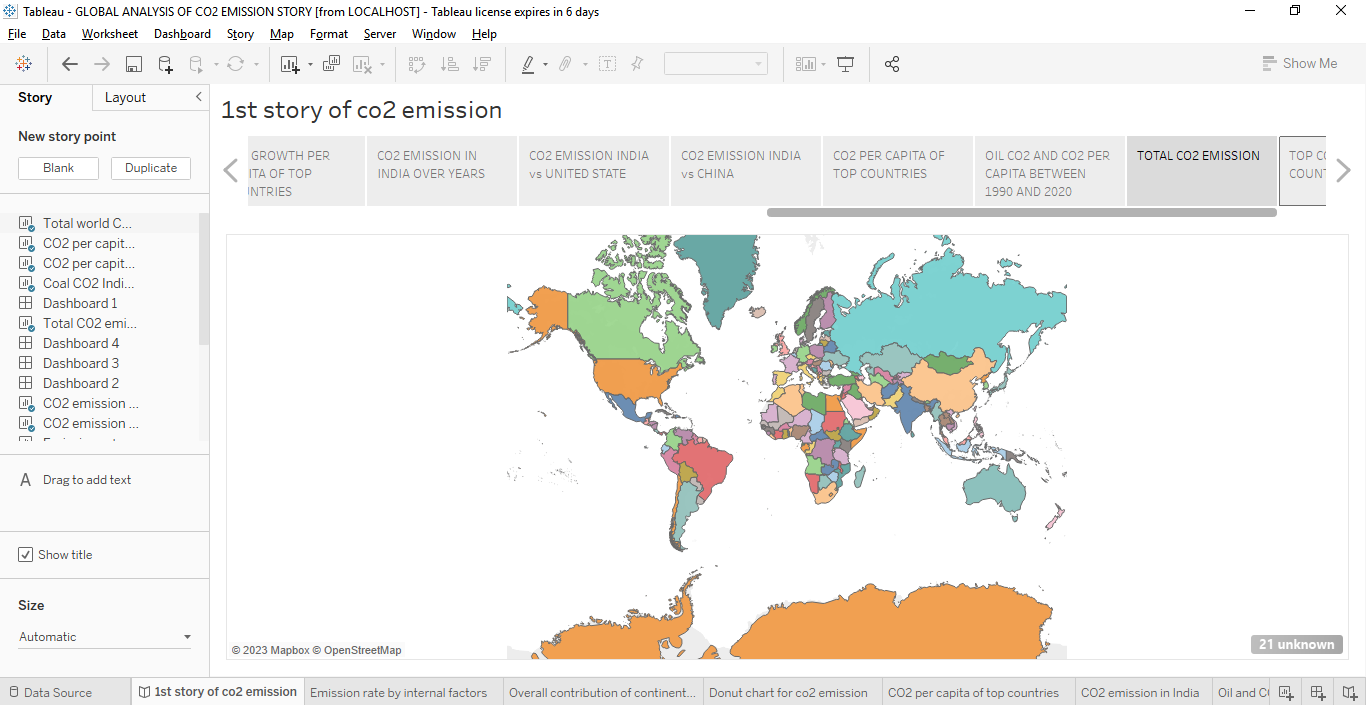 Tableau - GLOBAL ANALYSIS OF CO2 EMISSION STORY [from LOCALHOST] - Tableau license expires in 6 days
File Data Worksheet Dashboard Story Map Format Server Window Help
Show Me
Story
Layout
New story point
Blank
Duplicate
Total world C...
CO2 per capit...
CO2 per capit...
Coal CO2 Indi...
Dashboard 1
Total CO2 emi...
Dashboard 4
Dashboard 3
Dashboard 2
CO2 emission ...
CO2 emission ...
A Drag to add text
Show title
Size
Automatic
1st story of co2 emission
GROWTH PER
ITA OF TOP
NTRIES
CO2 EMISSION IN
INDIA OVER YEARS
CO2 EMISSION INDIA
vs UNITED STATE
CO2 EMISSION INDIA
vs CHINA
CO2 PER CAPITA OF
TOP COUNTRIES
OIL CO2 AND CO2 PER
CAPITA BETWEEN
1990 AND 2020
TOTAL CO2 EMISSION
TOP CO
COUNT
© 2023 Mapbox © OpenStreetMap
21 unknown
Data Source
1st story of co2 emission
Emission rate by internal factors
Overall contribution of continent...
Donut chart for co2 emission
CO2 per capita of top countries
CO2 emission in India
Oil and C